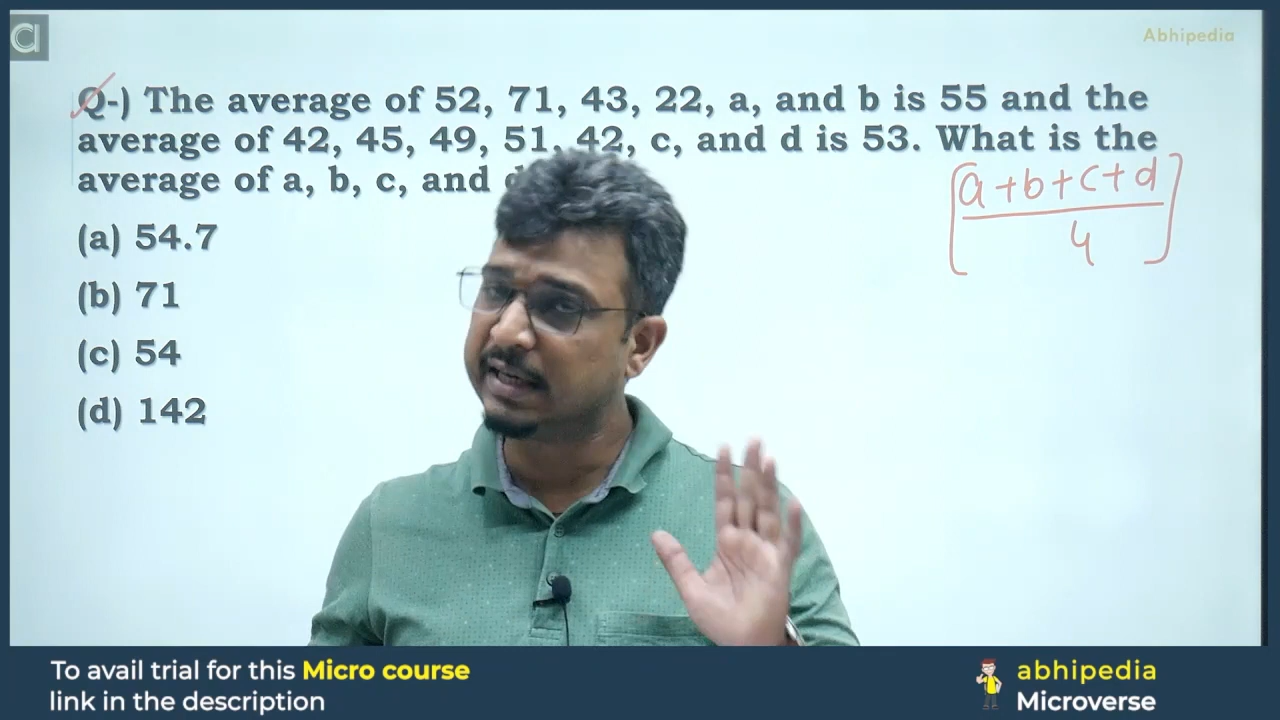 Abhipedia
Q-) The average of 52, 71, 43, 22, a, and b is 55 and the
average of 42, 45, 49, 51, 42, c, and d is 53. What is the
average of a, b, c, and
(a) 54.7
(b) 71
(c) 54
(d) 142
[a+b+c+d
4]
To avail trial for this Micro course
link in the description
abhipedia
Microverse